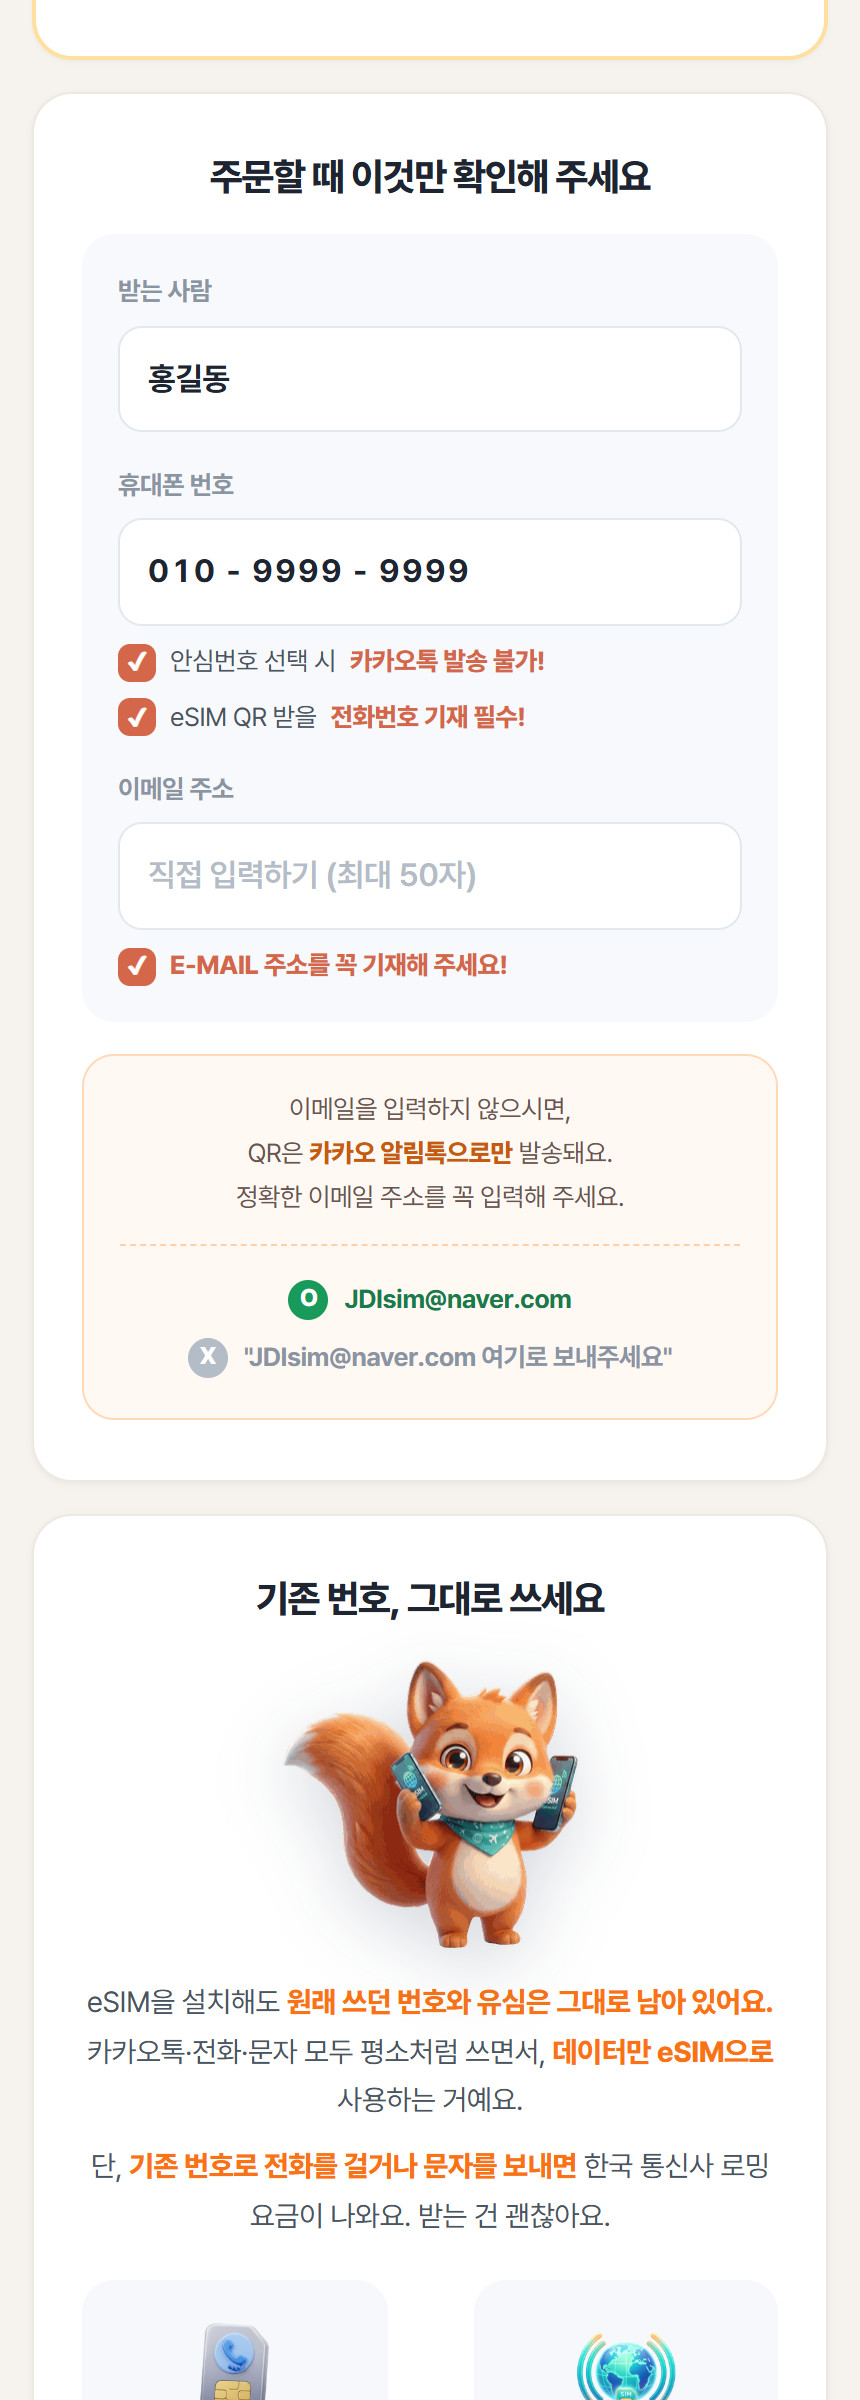 주문할 때 이것만 확인해 주세요
받는 사람
홍길동
휴대폰 번호
010 - 9999 - 9999
안심번호 선택 시 카카오톡 발송 불가!
eSIM QR 받을 전화번호 기재 필수!
이메일 주소
직접 입력하기 (최대 50자)
E-MAIL 주소를 꼭 기재해 주세요!
이메일을 입력하지 않으시면,
QR은 카카오 알림톡으로만 발송돼요.
정확한 이메일 주소를 꼭 입력해 주세요.
O JDIsim@naver.com
X "JDIsim@naver.com 여기로 보내주세요"
기존 번호, 그대로 쓰세요
eSIM을 설치해도 원래 쓰던 번호와 유심은 그대로 남아 있어요.
카카오톡·전화·문자 모두 평소처럼 쓰면서, 데이터만 eSIM으로
사용하는 거예요.
단, 기존 번호로 전화를 걸거나 문자를 보내면 한국 통신사 로밍
요금이 나와요. 받는 건 괜찮아요.
SIM